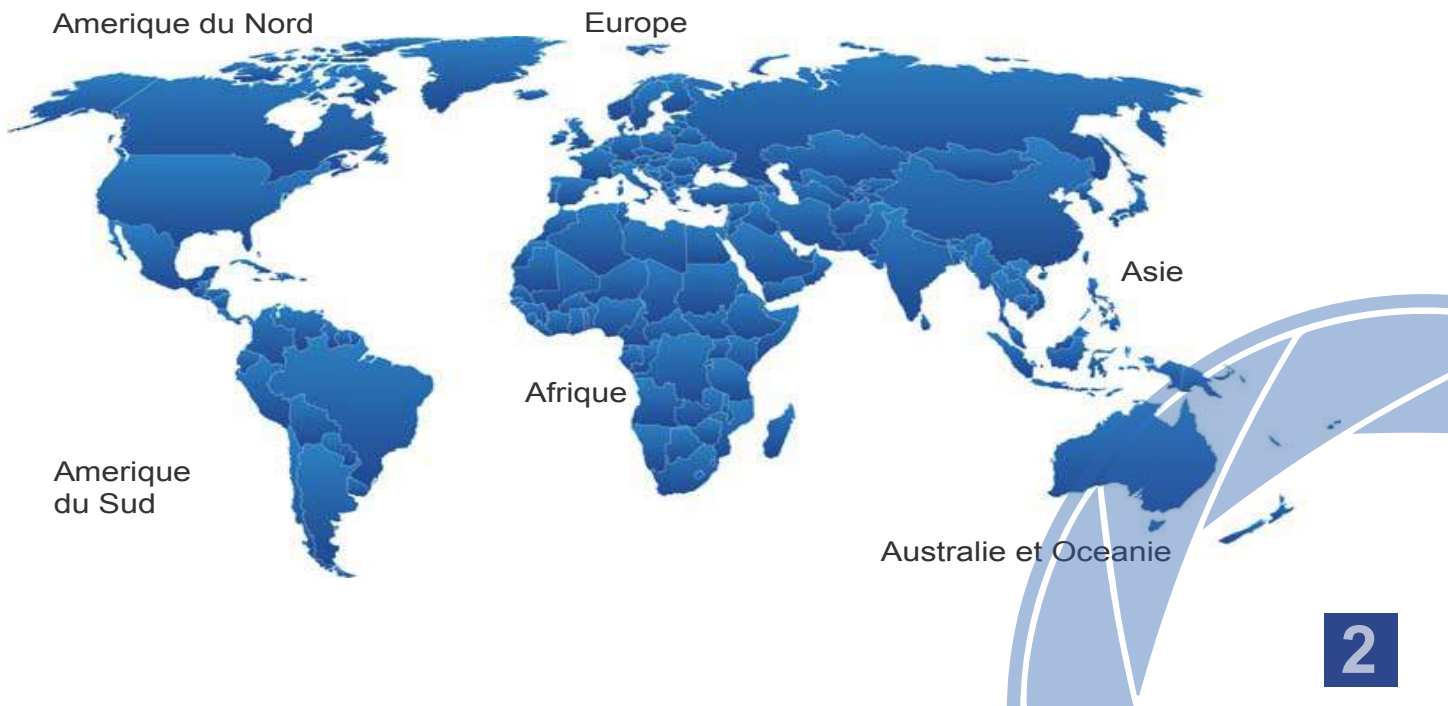 Amerique du Nord
Europe
Asie
Afrique
Amerique
du Sud
Australie et Oceanie
2